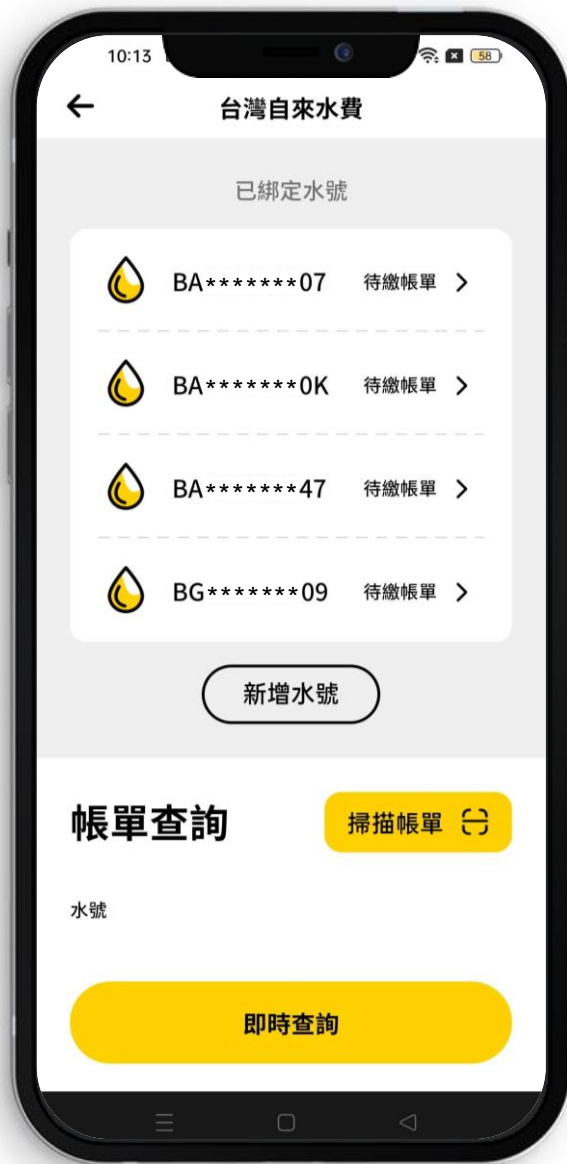 10:13
58
台灣自來水費
已綁定水號
BA*******07 待繳帳單
BA*******0K 待繳帳單
BA*******47 待繳帳單
BG*******09 待繳帳單
新增水號
帳單查詢
掃描帳單
水號
即時查詢